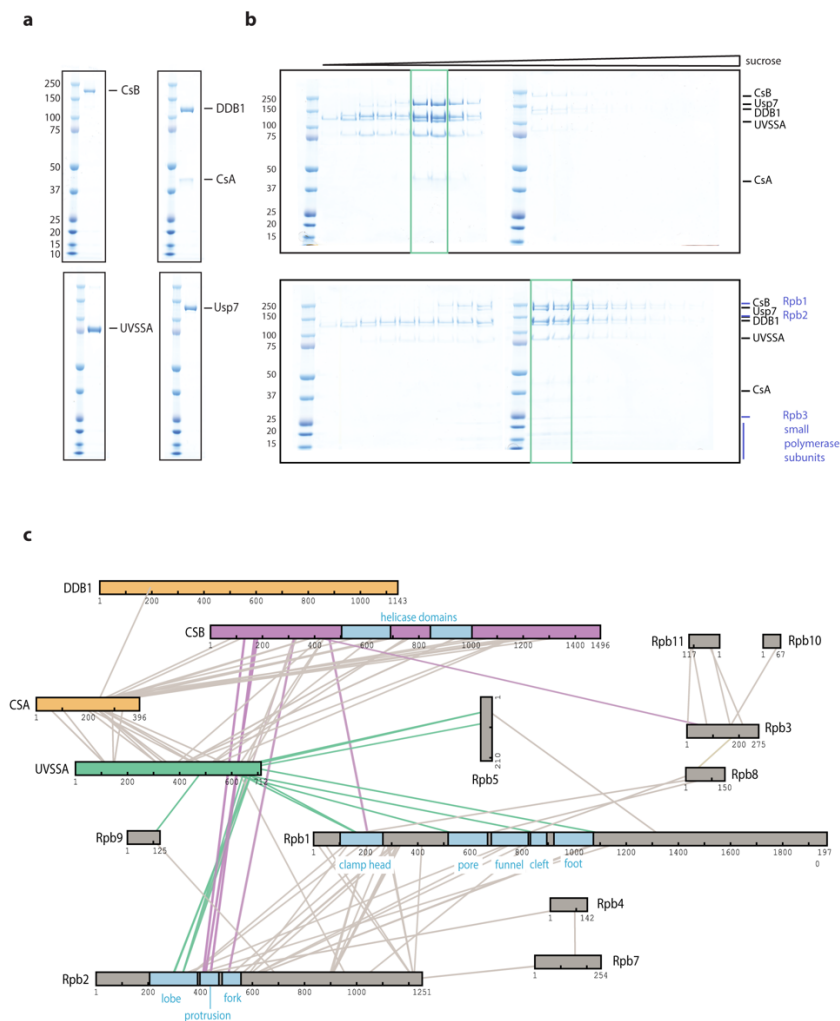 a
b
sucrose
250
150
100
75
50
37
25
20
15
10
CsB
DDB1
CsA
UVSSA
Usp7
250
150
100
75
50
37
25
20
15
CsB
Usp7
DDB1
UVSSA
CsA
250
150
100
75
50
37
25
20
15
CsB Rpb1
Usp7 Rpb2
DDB1
UVSSA
CsA
Rpb3
small
polymerase
subunits
c
DDB1
1 200 400 600 800 1000 1143
helicase domains
CSB
1 200 400 600 800 1000 1200 1400 1496
Rpb11
117 1
Rpb10
1 67
CSA
1 200 396
Rpb5
1
210
Rpb3
1 200 275
UVSSA
1 200 400 600
Rpb8
1 150
Rpb9
1 125
Rpb1
1 200 400 600 800 1000 1200 1400 1600 1800 1970
clamp head pore funnel cleft foot
Rpb4
1 142
Rpb7
1 254
Rpb2
1 200 400 600 800 1000 1251
lobe fork
protrusion